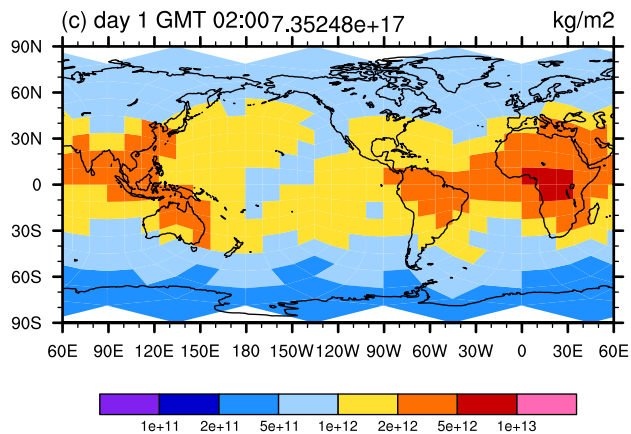 (c) day 1 GMT 02:00 7.35248e+17 kg/m2
90N
60N
30N
0
30S
60S
90S
60E 90E 120E 150E 180 150W 120W 90W 60W 30W 0 30E 60E
1e+11 2e+11 5e+11 1e+12 2e+12 5e+12 1e+13